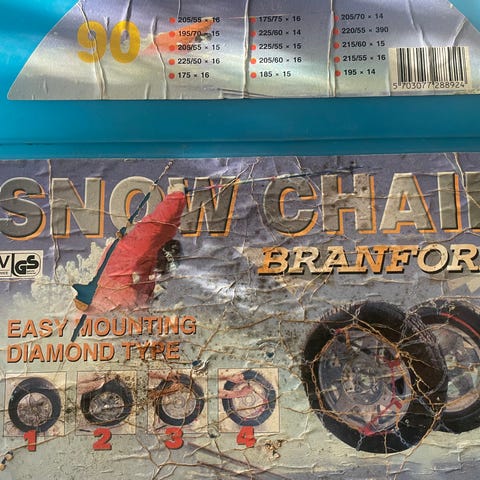 90
205/55 × 16
195/70 × 15
205/55 × 15
225/50 × 16
175 × 16
175/75 × 16
225/60 × 14
225/55 × 15
205/60 × 16
185 × 15
205/70 × 14
220/55 × 390
215/60 × 15
215/55 × 16
195 × 14
5 703077 288924
SNOW CHAI
BRANFOR
V GS
EASY MOUNTING
DIAMOND TYPE
1 2 3 4